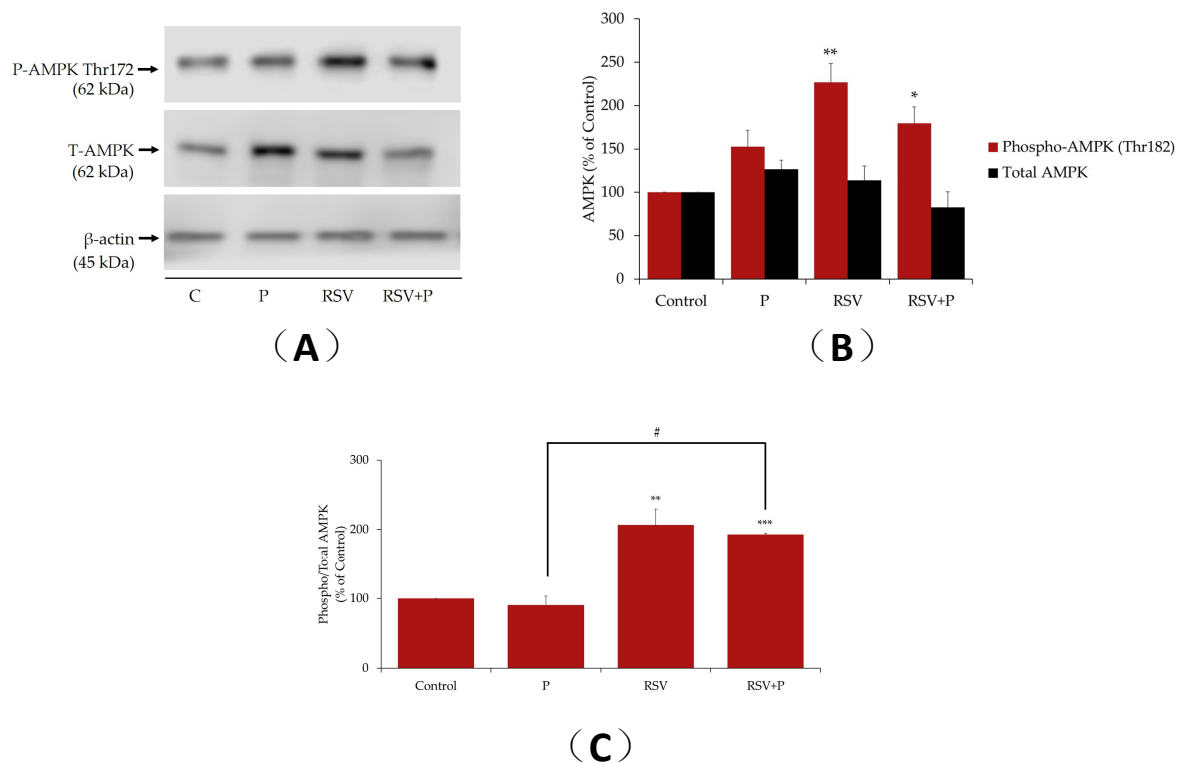 P-AMPK Thr172
(62 kDa)
T-AMPK
(62 kDa)
β-actin
(45 kDa)
C P RSV RSV+P
(A)
300
250
200
150
100
50
0
AMPK (% of Control)
**
*
Control P RSV RSV+P
Phospho-AMPK (Thr182)
Total AMPK
(B)
#
300
200
100
0
Phospho/Total AMPK
(% of Control)
**
***
Control P RSV RSV+P
(C)